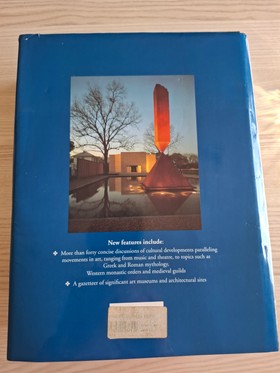 New features include:
✤ More than forty concise discussions of cultural developments paralleling
movements in art, ranging from music and theatre, to topics such as
Greek and Roman mythology,
Western monastic orders and medieval guilds
✤ A gazetteer of significant art museums and architectural sites